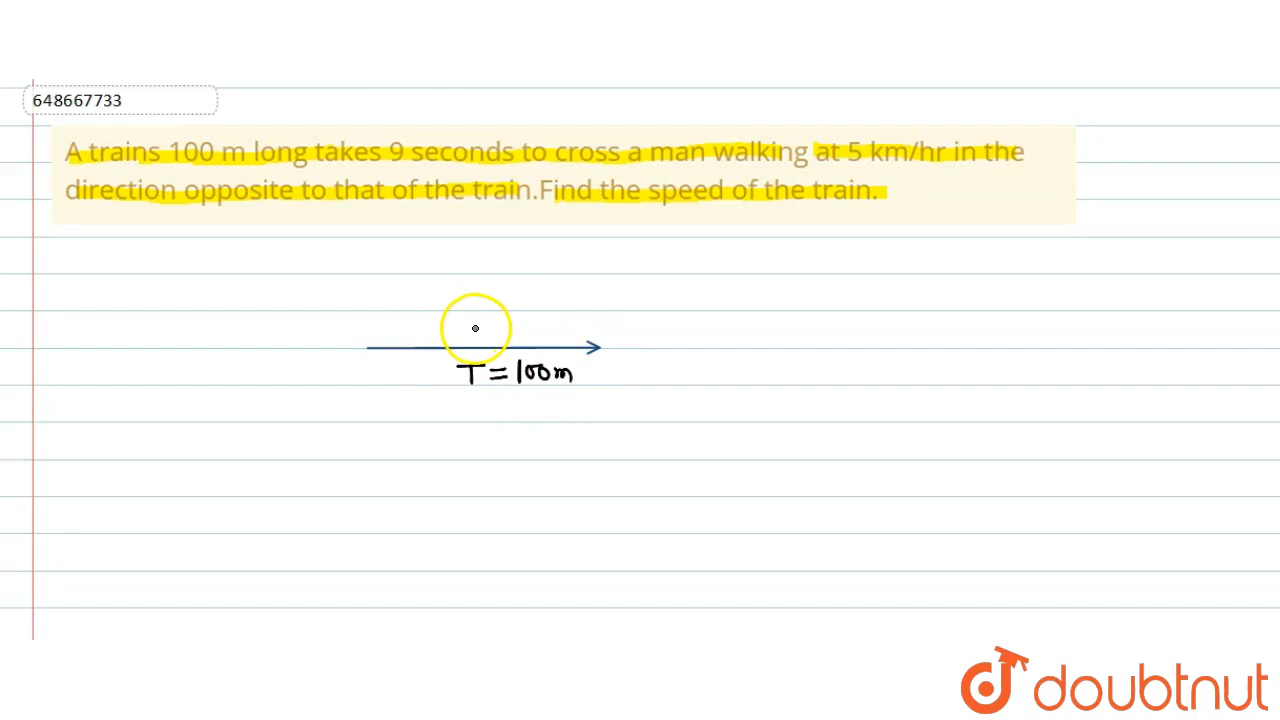 648667733
A trains 100 m long takes 9 seconds to cross a man walking at 5 km/hr in the
direction opposite to that of the train.Find the speed of the train.
T = 100m
doubtnut